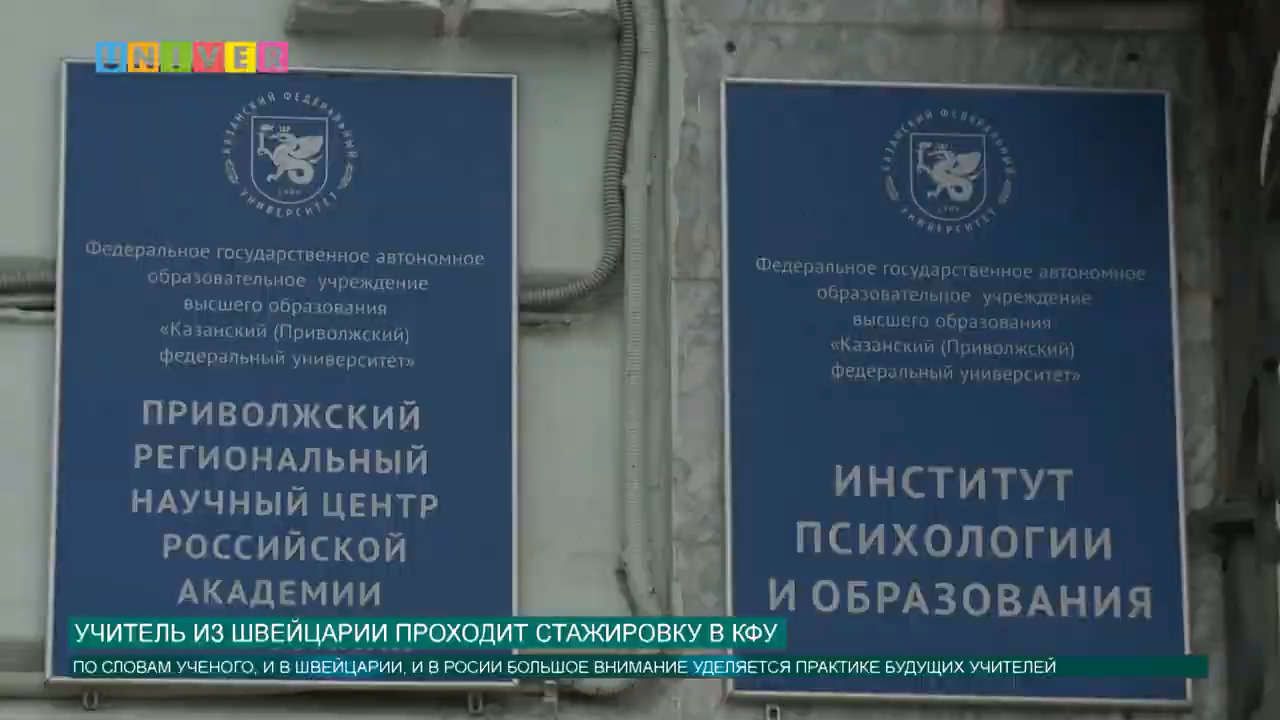 UNIVER
КАЗАНСКИЙ ФЕДЕРАЛЬНЫЙ
УНИВЕРСИТЕТ
Федеральное государственное автономное
образовательное учреждение
высшего образования
«Казанский (Приволжский)
федеральный университет»
ПРИВОЛЖСКИЙ
РЕГИОНАЛЬНЫЙ
НАУЧНЫЙ ЦЕНТР
РОССИЙСКОЙ
АКАДЕМИИ
КАЗАНСКИЙ ФЕДЕРАЛЬНЫЙ
УНИВЕРСИТЕТ
Федеральное государственное автономное
образовательное учреждение
высшего образования
«Казанский (Приволжский)
федеральный университет»
ИНСТИТУТ
ПСИХОЛОГИИ
И ОБРАЗОВАНИЯ
УЧИТЕЛЬ ИЗ ШВЕЙЦАРИИ ПРОХОДИТ СТАЖИРОВКУ В КФУ
ПО СЛОВАМ УЧЕНОГО, И В ШВЕЙЦАРИИ, И В РОСИИ БОЛЬШОЕ ВНИМАНИЕ УДЕЛЯЕТСЯ ПРАКТИКЕ БУДУЩИХ УЧИТЕЛЕЙ